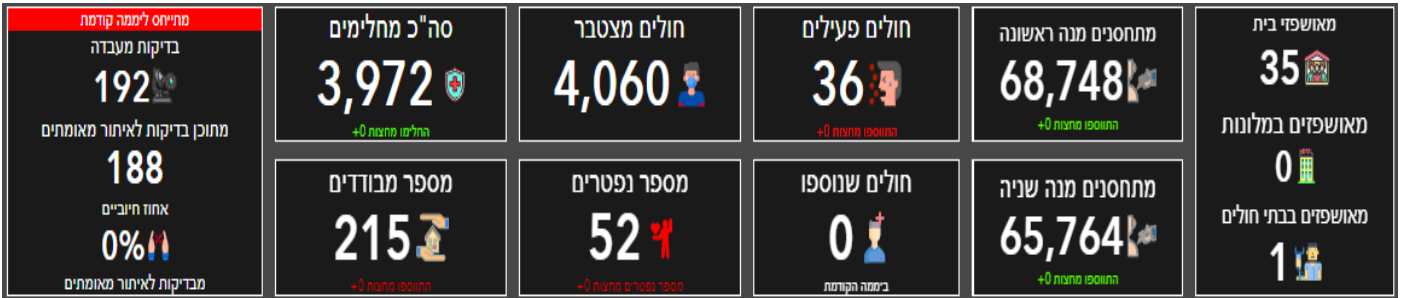 מאושפזי בית
35
מאושפזים במלונות
0
מאושפזים בבתי חולים
1
מתחסנים מנה ראשונה
68,748
התווספו מחצות 0+
מתחסנים מנה שניה
65,764
התווספו מחצות 0+
חולים פעילים
36
התווספו מחצות 0+
חולים שנוספו
0
ביממה הקודמת
חולים מצטבר
4,060
מספר נפטרים
52
מספר נפטרים מחצות 0+
סה"כ מחלימים
3,972
החלימו מחצות 0+
מספר מבודדים
215
התווספו מחצות 0+
מתייחס ליממה קודמת
בדיקות מעבדה
192
מתוכן בדיקות לאיתור מאומתים
188
אחוז חיוביים
0%
מבדיקות לאיתור מאומתים